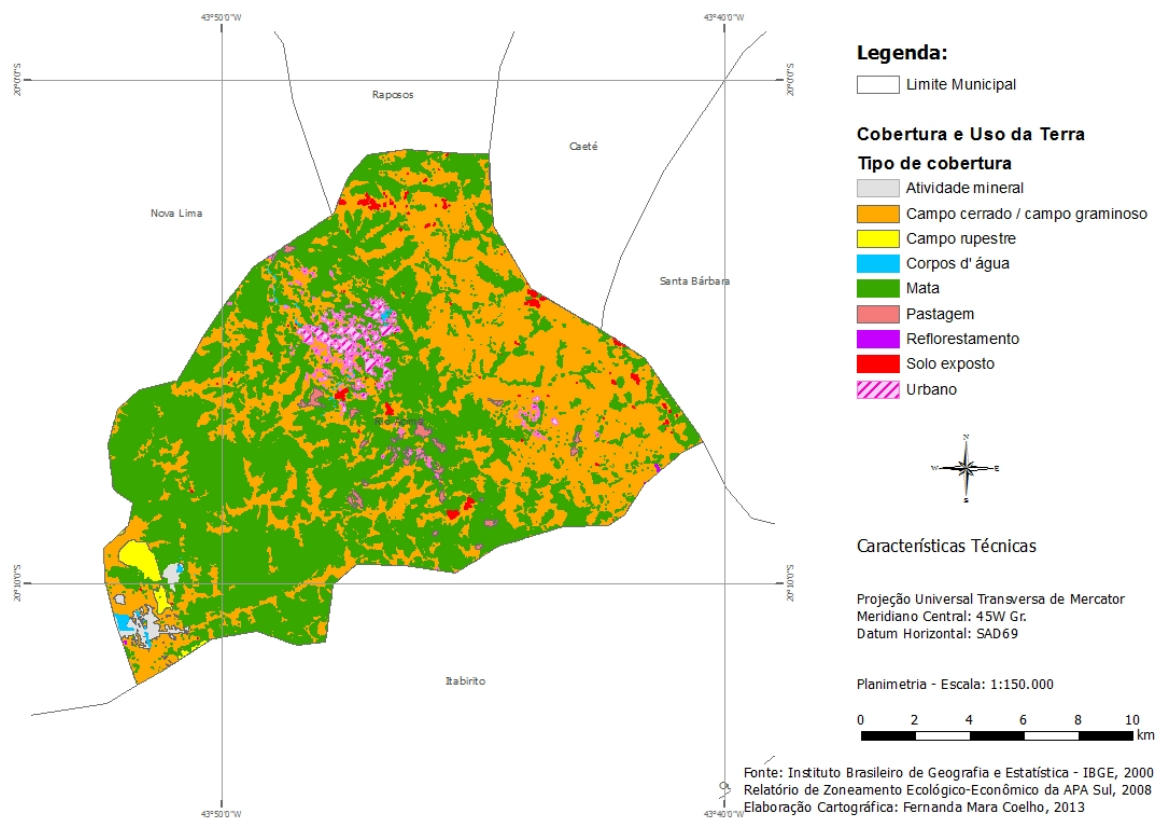 43°50'0"W
43°40'0"W
20°0'0"S
20°0'0"S
Raposos
Caeté
Nova Lima
Santa Bárbara
Rio Acima
20°10'0"S
20°10'0"S
Itabirito
43°50'0"W
43°40'0"W
Legenda:
Limite Municipal
Cobertura e Uso da Terra
Tipo de cobertura
Atividade mineral
Campo cerrado / campo graminoso
Campo rupestre
Corpos d' água
Mata
Pastagem
Reflorestamento
Solo exposto
Urbano
N
W
E
S
Características Técnicas
Projeção Universal Transversa de Mercator
Meridiano Central: 45W Gr.
Datum Horizontal: SAD69
Planimetria - Escala: 1:150.000
0 2 4 6 8 10
km
Fonte: Instituto Brasileiro de Geografia e Estatística - IBGE, 2000
Relatório de Zoneamento Ecológico-Econômico da APA Sul, 2008
Elaboração Cartográfica: Fernanda Mara Coelho, 2013